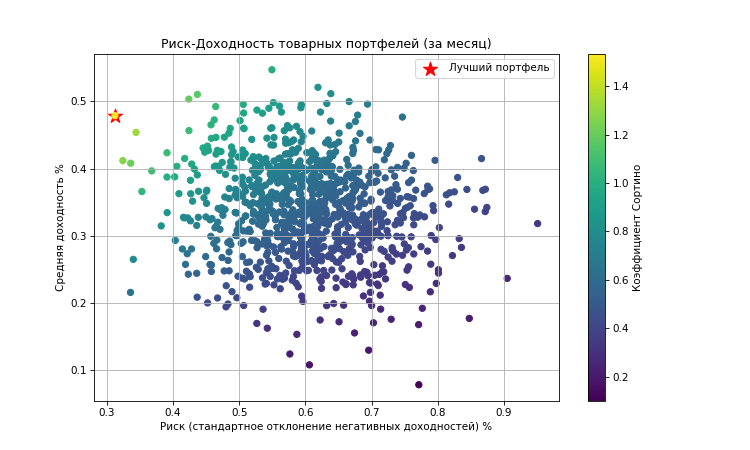 Риск-Доходность товарных портфелей (за месяц)
Лучший портфель
Средняя доходность %
0.5
0.4
0.3
0.2
0.1
0.3 0.4 0.5 0.6 0.7 0.8 0.9
Риск (стандартное отклонение негативных доходностей) %
1.4
1.2
1.0
0.8
0.6
0.4
0.2
Коэффициент Сортино